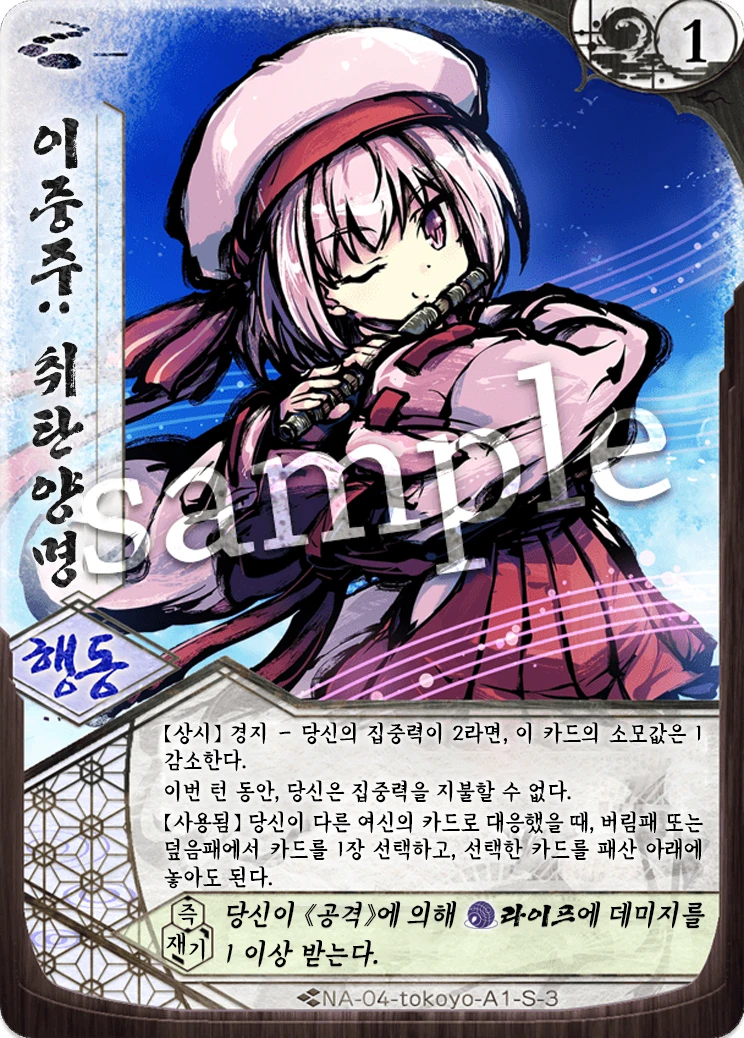 1
이중주: 취탄양명
행동
【상시】 경지 - 당신의 집중력이 2라면, 이 카드의 소모값은 1
감소한다.
이번 턴 동안, 당신은 집중력을 지불할 수 없다.
【사용됨】 당신이 다른 여신의 카드로 대응했을 때, 버림패 또는
덮음패에서 카드를 1장 선택하고, 선택한 카드를 패산 아래에
놓아도 된다.
즉
재기
당신이 《공격》에 의해 라이프에 데미지를
1 이상 받는다.
NA-04-tokoyo-A1-S-3
sample